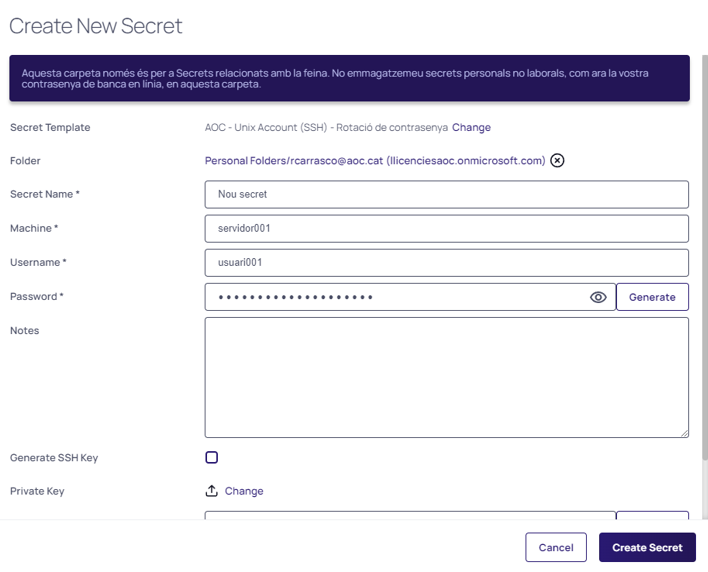 Create New Secret
Aquesta carpeta només és per a Secrets relacionats amb la feina. No emmagatzemeu secrets personals no laborals, com ara la vostra
contrasenya de banca en línia, en aquesta carpeta.
Secret Template AOC - Unix Account (SSH) - Rotació de contrasenya Change
Folder Personal Folders/rcarrasco@aoc.cat (llicenciesaoc.onmicrosoft.com)
Secret Name * Nou secret
Machine * servidor001
Username * usuari001
Password * •••••••••••••••••••• Generate
Notes
Generate SSH Key
Private Key Change
Cancel Create Secret